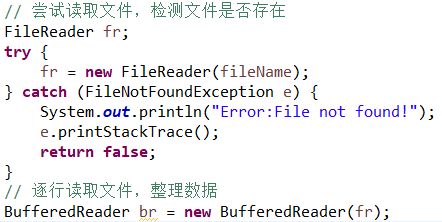 // 尝试读取文件，检测文件是否存在
FileReader fr;
try {
    fr = new FileReader(fileName);
} catch (FileNotFoundException e) {
    System.out.println("Error:File not found!");
    e.printStackTrace();
    return false;
}
// 逐行读取文件，整理数据
BufferedReader br = new BufferedReader(fr);